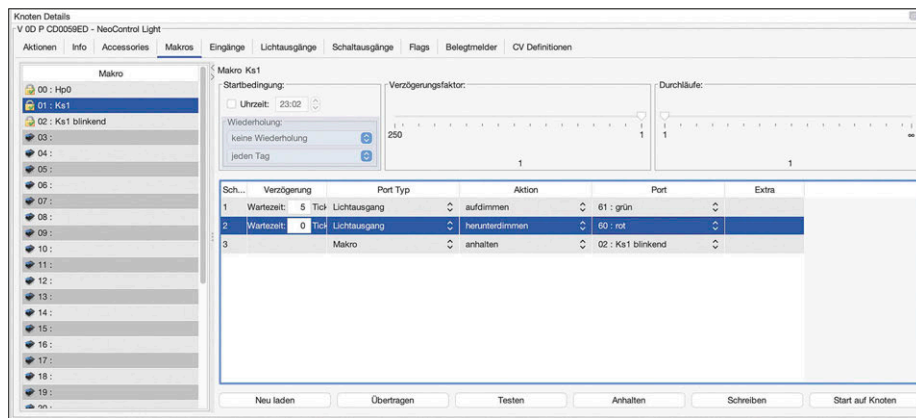 Knoten Details
V 0D P CD0059ED - NeoControl Light
Aktionen Info Accessories Makros Eingänge Lichtausgänge Schaltausgänge Flags Belegtmelder CV Definitionen
Makro
00 : Hp0
01 : Ks1
02 : Ks1 blinkend
03 :
04 :
05 :
06 :
07 :
08 :
09 :
10 :
11 :
12 :
13 :
14 :
15 :
16 :
17 :
18 :
19 :
20 :
Makro Ks1
Startbedingung:
Uhrzeit: 23:02
Wiederholung:
keine Wiederholung
jeden Tag
Verzögerungsfaktor:
250 1
1
Durchläufe:
1 ∞
1
Sch... Verzögerung Port Typ Aktion Port Extra
1 Wartezeit: 5 Tick Lichtausgang aufdimmen 61 : grün
2 Wartezeit: 0 Tick Lichtausgang herunterdimmen 60 : rot
3 Makro anhalten 02 : Ks1 blinkend
Neu laden Übertragen Testen Anhalten Schreiben Start auf Knoten